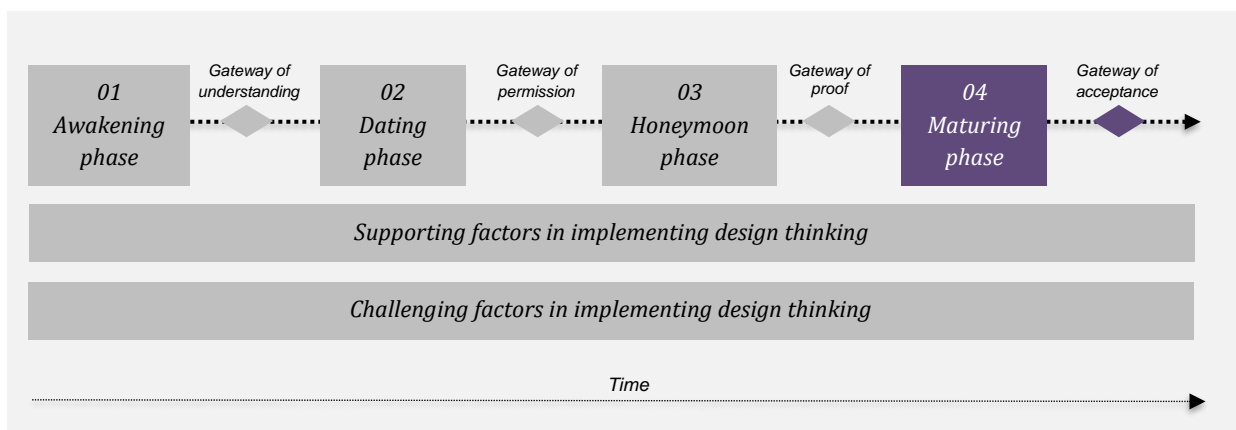 01
Awakening
phase
Gateway of
understanding
02
Dating
phase
Gateway of
permission
03
Honeymoon
phase
Gateway of
proof
04
Maturing
phase
Gateway of
acceptance
Supporting factors in implementing design thinking
Challenging factors in implementing design thinking
Time